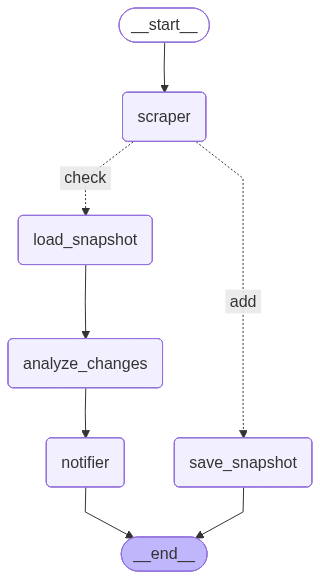 __start__
scraper
check
load_snapshot
add
analyze_changes
notifier
save_snapshot
__end__